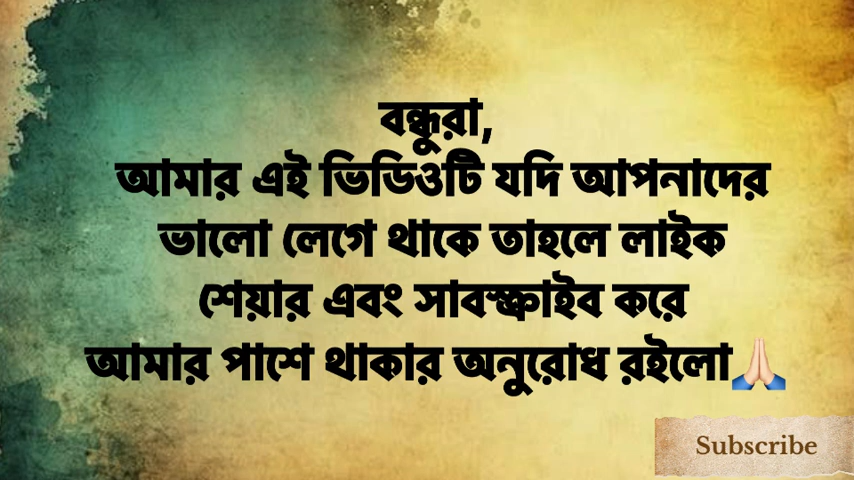 বন্ধুরা,
আমার এই ভিডিওটি যদি আপনাদের
ভালো লেগে থাকে তাহলে লাইক
শেয়ার এবং সাবস্ক্রাইব করে
আমার পাশে থাকার অনুরোধ রইলো🙏🏻
Subscribe